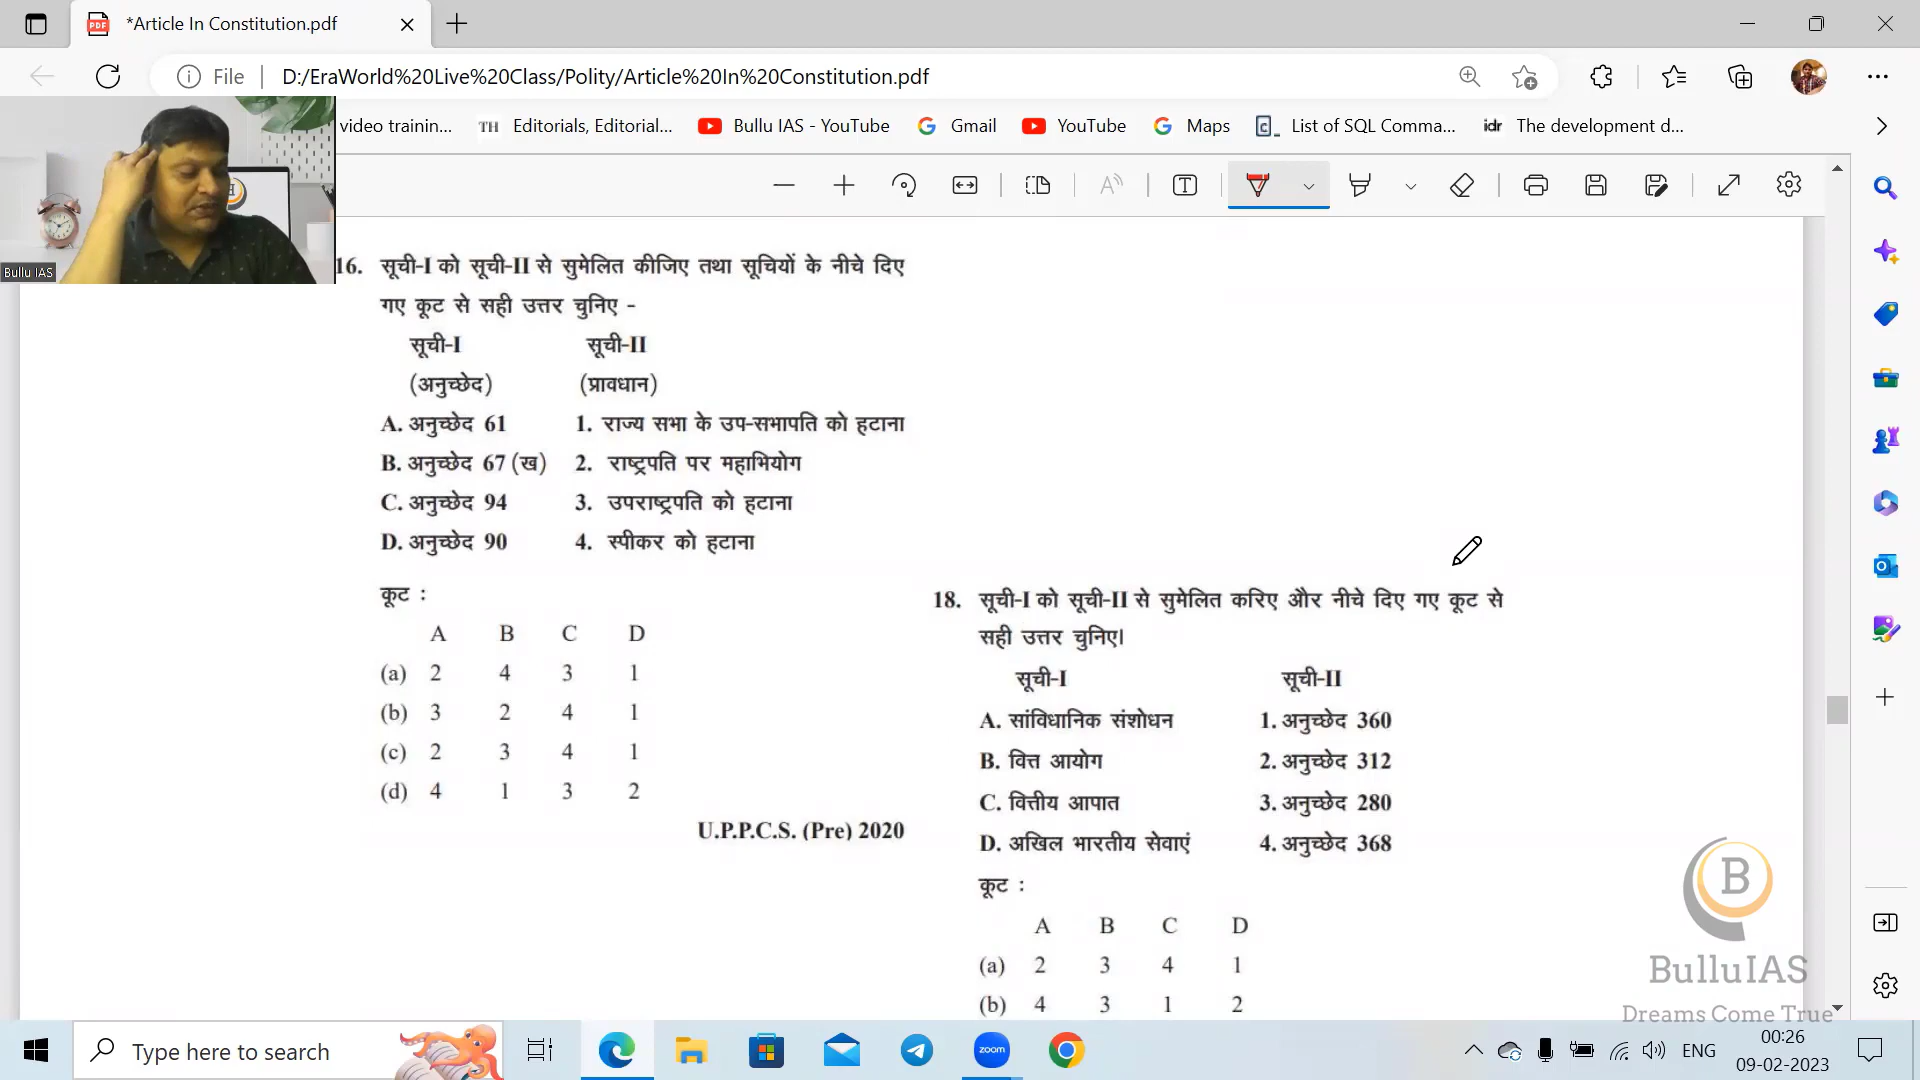 *Article In Constitution.pdf
File
D:/EraWorld%20Live%20Class/Polity/Article%20In%20Constitution.pdf
video trainin...
TH Editorials, Editorial...
Bullu IAS - YouTube
Gmail
YouTube
Maps
List of SQL Comma...
idr The development d...
Bullu IAS
16. सूची-I को सूची-II से सुमेलित कीजिए तथा सूचियों के नीचे दिए
गए कूट से सही उत्तर चुनिए -
सूची-I सूची-II
(अनुच्छेद) (प्रावधान)
A. अनुच्छेद 61 1. राज्य सभा के उप-सभापति को हटाना
B. अनुच्छेद 67 (ख) 2. राष्ट्रपति पर महाभियोग
C. अनुच्छेद 94 3. उपराष्ट्रपति को हटाना
D. अनुच्छेद 90 4. स्पीकर को हटाना
कूट :
A B C D
(a) 2 4 3 1
(b) 3 2 4 1
(c) 2 3 4 1
(d) 4 1 3 2
U.P.P.C.S. (Pre) 2020
18. सूची-I को सूची-II से सुमेलित करिए और नीचे दिए गए कूट से
सही उत्तर चुनिए।
सूची-I सूची-II
A. सांविधानिक संशोधन 1. अनुच्छेद 360
B. वित्त आयोग 2. अनुच्छेद 312
C. वित्तीय आपात 3. अनुच्छेद 280
D. अखिल भारतीय सेवाएं 4. अनुच्छेद 368
कूट :
A B C D
(a) 2 3 4 1
(b) 4 3 1 2
B
BulluIAS
Dreams Come True
Type here to search
zoom
ENG
00:26
09-02-2023